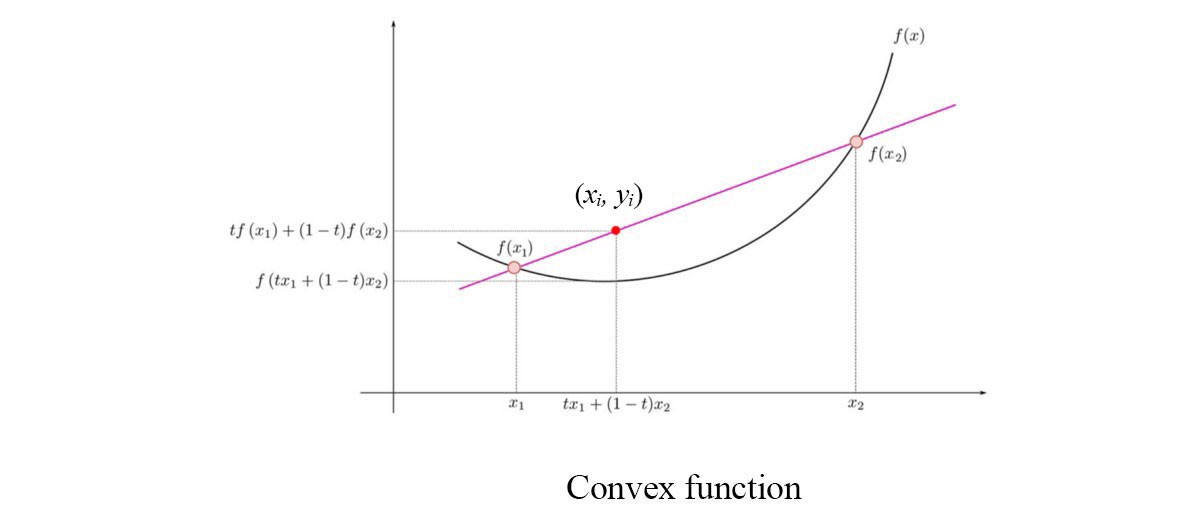 f(x)
f(x₂)
(xᵢ, yᵢ)
tf(x₁) + (1 − t)f(x₂)
f(x₁)
f(tx₁ + (1 − t)x₂)
x₁
tx₁ + (1 − t)x₂
x₂
Convex function